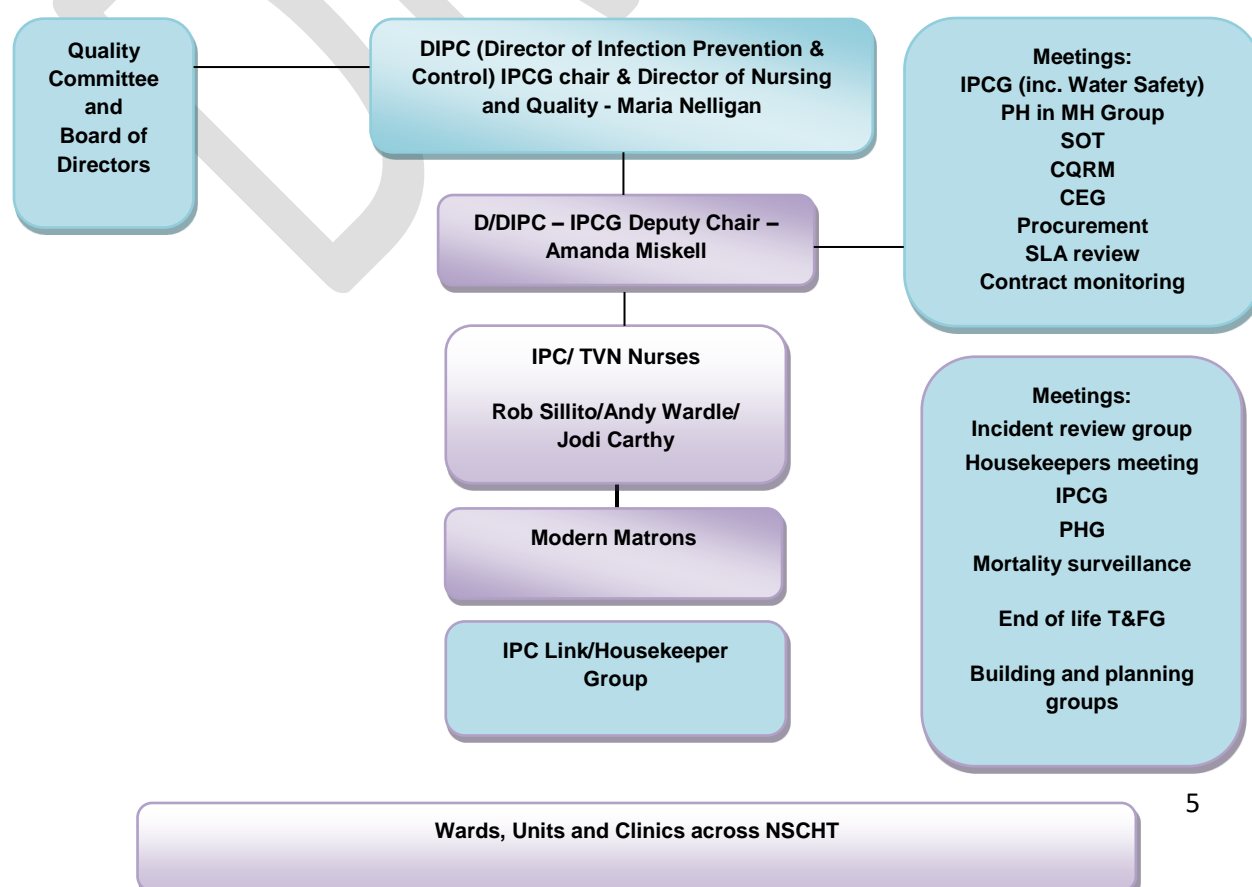 Quality
Committee
and
Board of
Directors
DIPC (Director of Infection Prevention &
Control) IPCG chair & Director of Nursing
and Quality - Maria Nelligan
Meetings:
IPCG (inc. Water Safety)
PH in MH Group
SOT
CQRM
CEG
Procurement
SLA review
Contract monitoring
D/DIPC – IPCG Deputy Chair –
Amanda Miskell
IPC/ TVN Nurses
Rob Sillito/Andy Wardle/
Jodi Carthy
Meetings:
Incident review group
Housekeepers meeting
IPCG
PHG
Mortality surveillance
End of life T&FG
Building and planning
groups
Modern Matrons
IPC Link/Housekeeper
Group
5
Wards, Units and Clinics across NSCHT